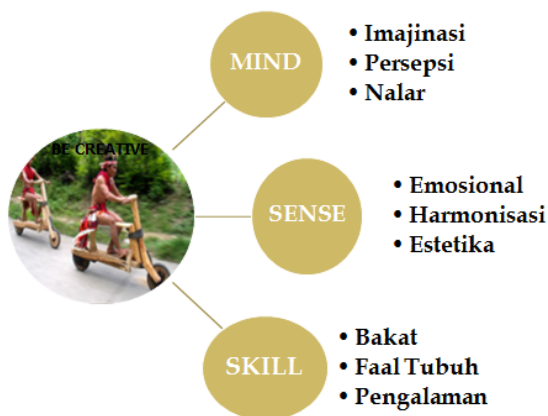 BE CREATIVE
MIND
• Imajinasi
• Persepsi
• Nalar
SENSE
• Emosional
• Harmonisasi
• Estetika
SKILL
• Bakat
• Faal Tubuh
• Pengalaman